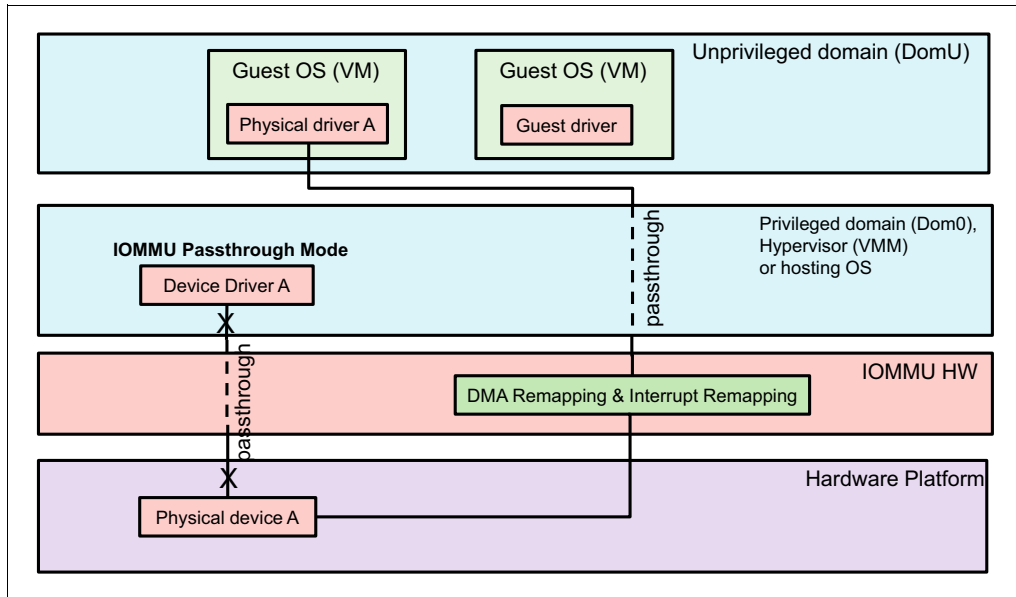 Unprivileged domain (DomU)
Guest OS (VM)
Guest OS (VM)
Physical driver A
Guest driver
Privileged domain (Dom0),
Hypervisor (VMM)
or hosting OS
IOMMU Passthrough Mode
Device Driver A
X
passthrough
passthrough
IOMMU HW
DMA Remapping & Interrupt Remapping
X
Hardware Platform
Physical device A